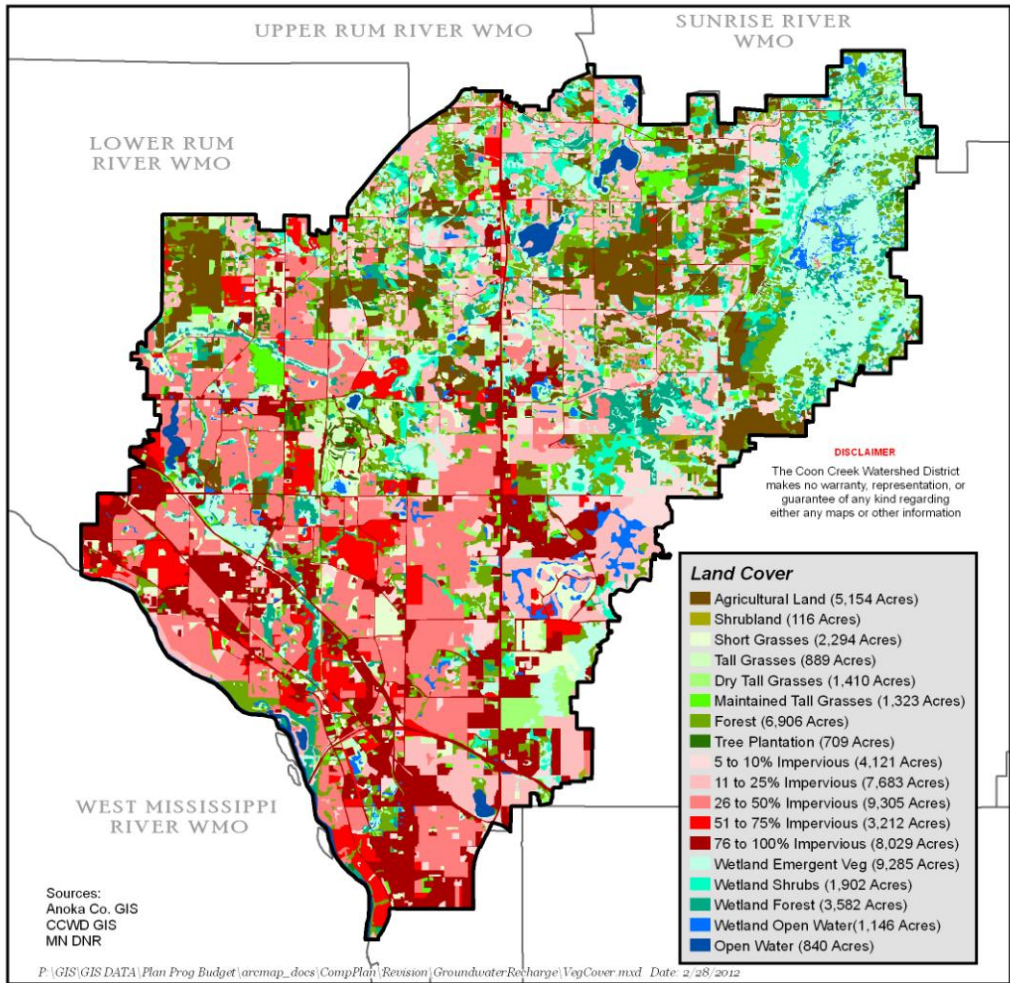 UPPER RUM RIVER WMO
SUNRISE RIVER
WMO
LOWER RUM
RIVER WMO
DISCLAIMER
The Coon Creek Watershed District
makes no warranty, representation, or
guarantee of any kind regarding
either any maps or other information
Land Cover
Agricultural Land (5,154 Acres)
Shrubland (116 Acres)
Short Grasses (2,294 Acres)
Tall Grasses (889 Acres)
Dry Tall Grasses (1,410 Acres)
Maintained Tall Grasses (1,323 Acres)
Forest (6,906 Acres)
Tree Plantation (709 Acres)
5 to 10% Impervious (4,121 Acres)
11 to 25% Impervious (7,683 Acres)
26 to 50% Impervious (9,305 Acres)
51 to 75% Impervious (3,212 Acres)
76 to 100% Impervious (8,029 Acres)
Wetland Emergent Veg (9,285 Acres)
Wetland Shrubs (1,902 Acres)
Wetland Forest (3,582 Acres)
Wetland Open Water(1,146 Acres)
Open Water (840 Acres)
WEST MISSISSIPPI
RIVER WMO
Sources:
Anoka Co. GIS
CCWD GIS
MN DNR
P:\GIS\GIS DATA\Plan Prog Budget\arcmap_docs\CompPlan\Revision\GroundwaterRecharge\VegCover.mxd Date: 2/28/2012